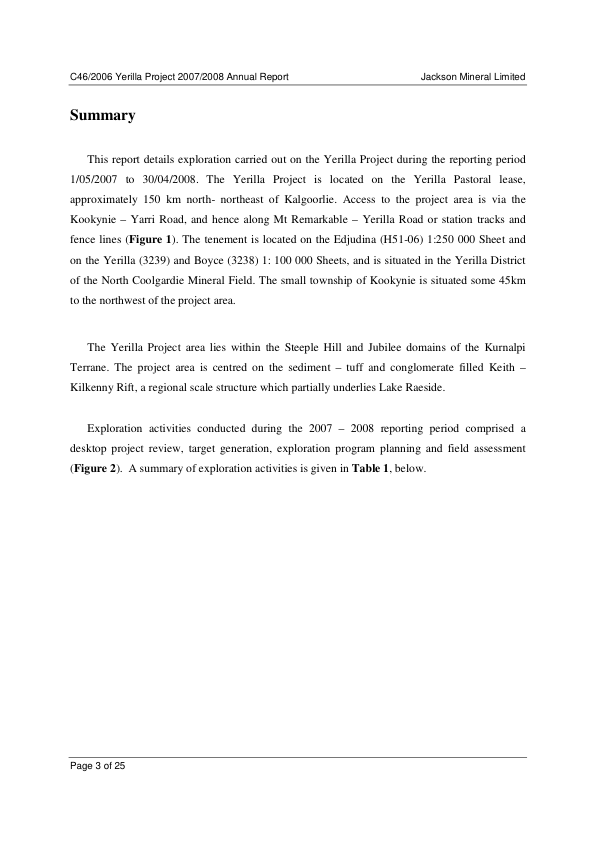 C46/2006 Yerilla Project 2007/2008 Annual Report Jackson Mineral Limited
Summary
This report details exploration carried out on the Yerilla Project during the reporting period
1/05/2007 to 30/04/2008. The Yerilla Project is located on the Yerilla Pastoral lease,
approximately 150 km north- northeast of Kalgoorlie. Access to the project area is via the
Kookynie – Yarri Road, and hence along Mt Remarkable – Yerilla Road or station tracks and
fence lines (Figure 1). The tenement is located on the Edjudina (H51-06) 1:250 000 Sheet and
on the Yerilla (3239) and Boyce (3238) 1: 100 000 Sheets, and is situated in the Yerilla District
of the North Coolgardie Mineral Field. The small township of Kookynie is situated some 45km
to the northwest of the project area.
The Yerilla Project area lies within the Steeple Hill and Jubilee domains of the Kurnalpi
Terrane. The project area is centred on the sediment – tuff and conglomerate filled Keith –
Kilkenny Rift, a regional scale structure which partially underlies Lake Raeside.
Exploration activities conducted during the 2007 – 2008 reporting period comprised a
desktop project review, target generation, exploration program planning and field assessment
(Figure 2). A summary of exploration activities is given in Table 1, below.
Page 3 of 25